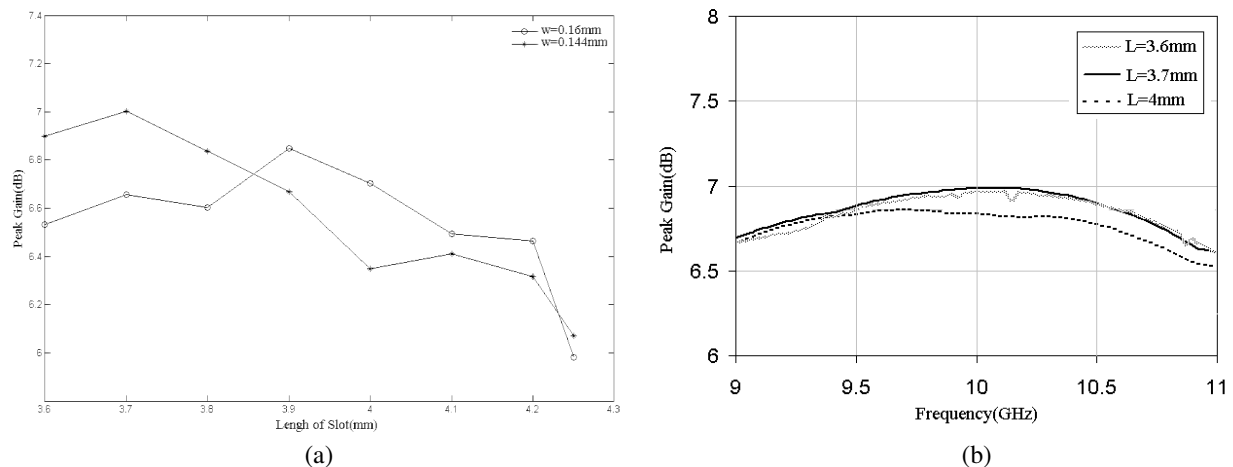 7.4
7.2
7
6.8
6.6
6.4
6.2
6
Peak Gain(dB)
w=0.16mm
w=0.144mm
3.6 3.7 3.8 3.9 4 4.1 4.2 4.3
Lengh of Slot(mm)
(a)
8
7.5
7
6.5
6
Peak Gain(dB)
L=3.6mm
L=3.7mm
L=4mm
9 9.5 10 10.5 11
Frequency(GHz)
(b)